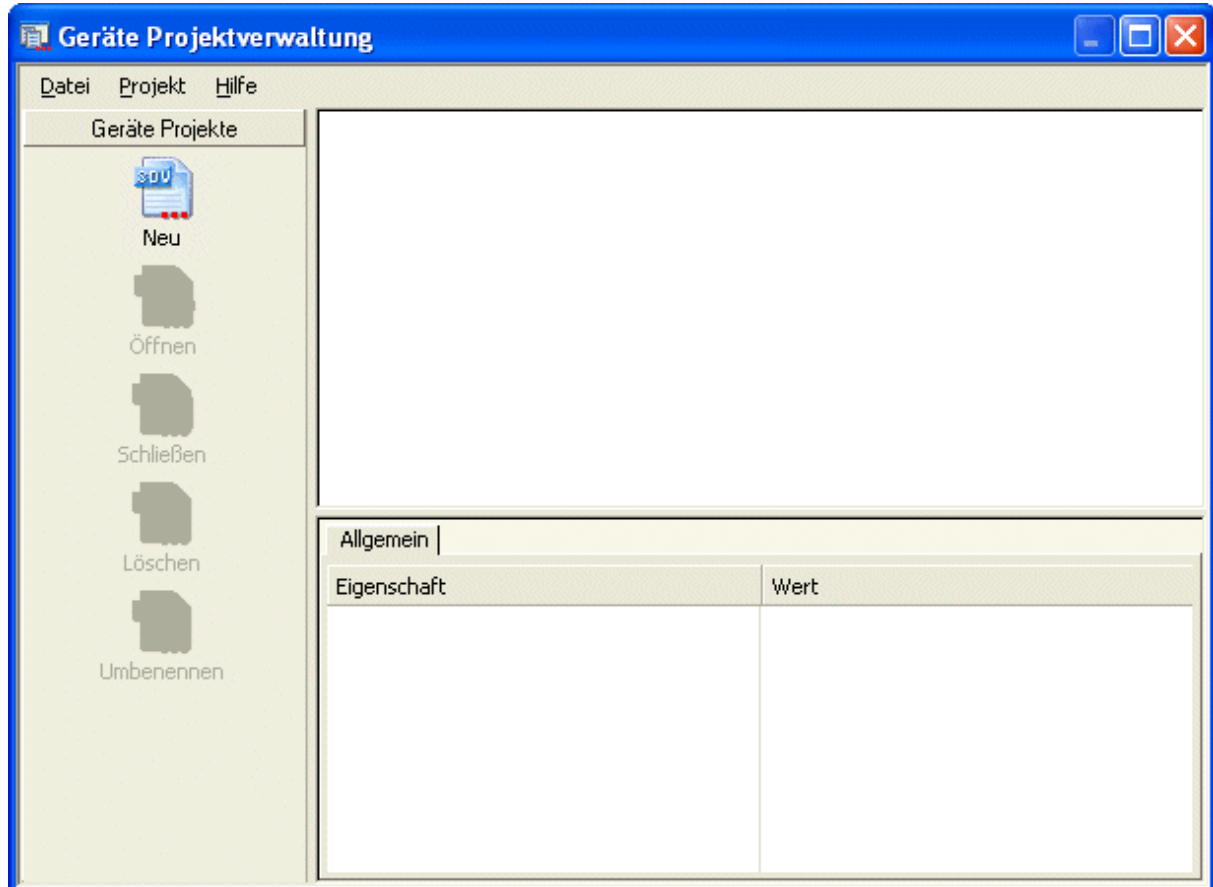 Geräte Projektverwaltung
Datei Projekt Hilfe
Geräte Projekte
SDV
Neu
Öffnen
Schließen
Löschen
Umbenennen
Allgemein
Eigenschaft Wert